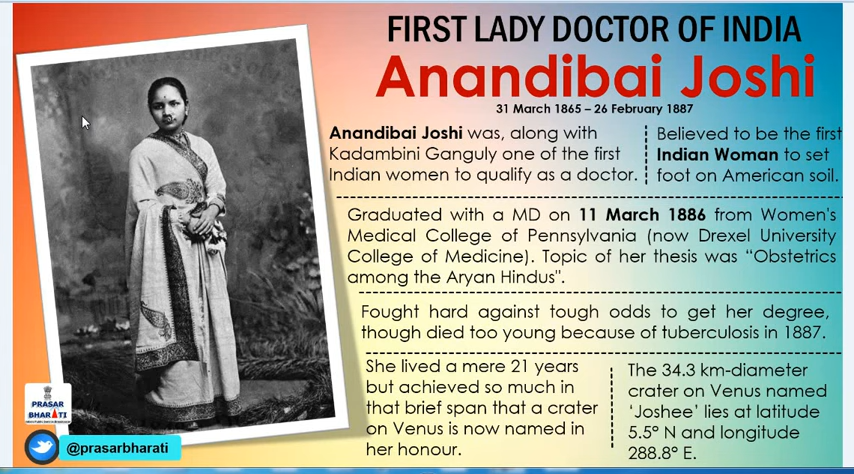 FIRST LADY DOCTOR OF INDIA
Anandibai Joshi
31 March 1865 – 26 February 1887
Anandibai Joshi was, along with
Kadambini Ganguly one of the first
Indian women to qualify as a doctor.
Believed to be the first
Indian Woman to set
foot on American soil.
Graduated with a MD on 11 March 1886 from Women's
Medical College of Pennsylvania (now Drexel University
College of Medicine). Topic of her thesis was “Obstetrics
among the Aryan Hindus".
Fought hard against tough odds to get her degree,
though died too young because of tuberculosis in 1887.
She lived a mere 21 years
but achieved so much in
that brief span that a crater
on Venus is now named in
her honour.
The 34.3 km-diameter
crater on Venus named
‘Joshee’ lies at latitude
5.5° N and longitude
288.8° E.
PRASAR
BHARATI
@prasarbharati